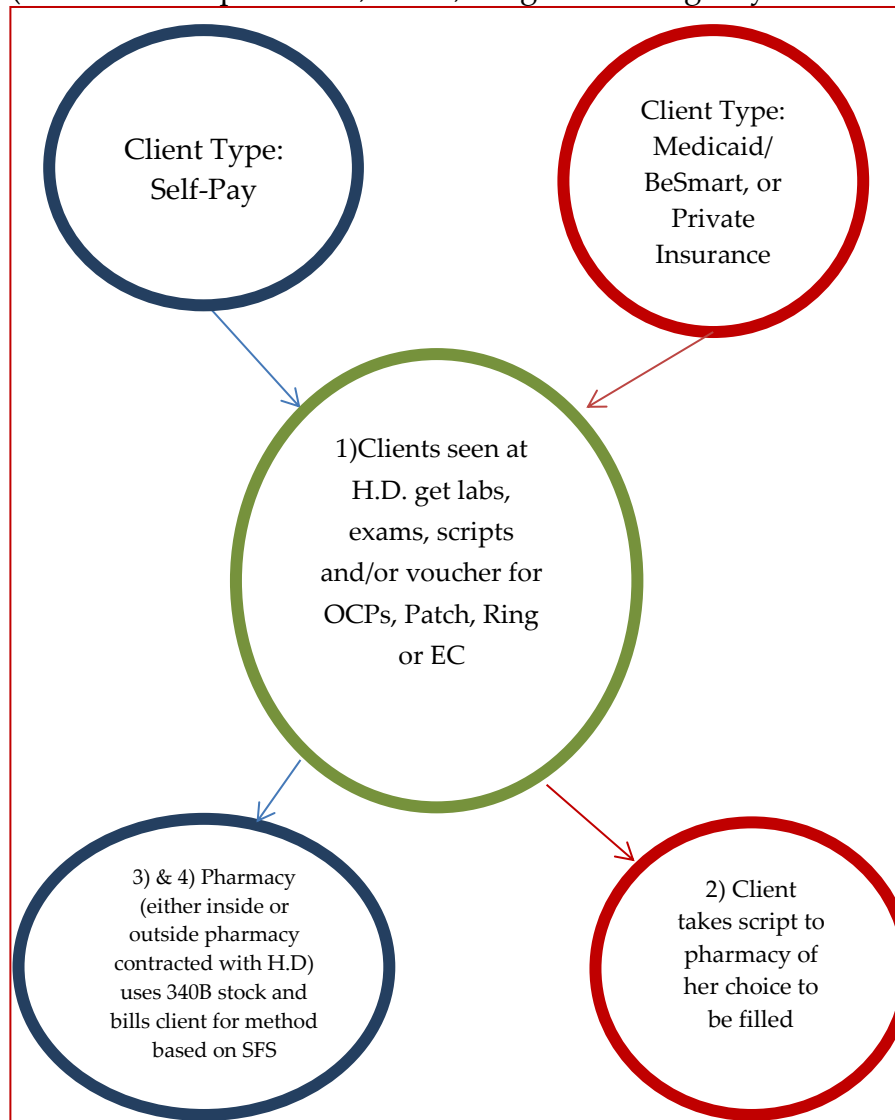 Client Type:
Self-Pay
Client Type:
Medicaid/
BeSmart, or
Private
Insurance
1)Clients seen at
H.D. get labs,
exams, scripts
and/or voucher for
OCPs, Patch, Ring
or EC
3) & 4) Pharmacy
(either inside or
outside pharmacy
contracted with H.D)
uses 340B stock and
bills client for method
based on SFS
2) Client
takes script to
pharmacy of
her choice to
be filled